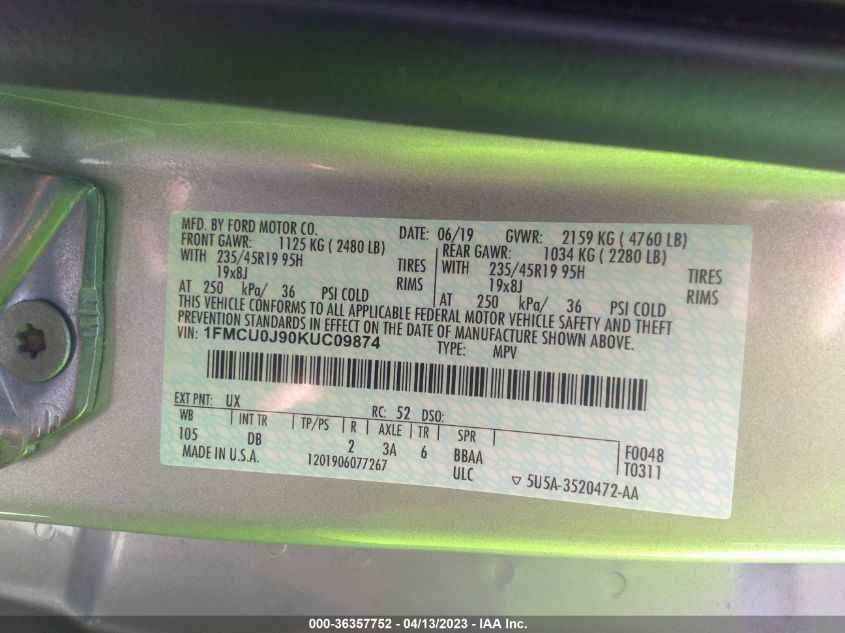 MFD. BY FORD MOTOR CO. DATE: 06/19 GVWR: 2159 KG ( 4760 LB)
FRONT GAWR: 1125 KG ( 2480 LB) REAR GAWR: 1034 KG ( 2280 LB)
WITH 235/45R19 95H TIRES WITH 235/45R19 95H TIRES
19x8J RIMS 19x8J RIMS
AT 250 kPa/ 36 PSI COLD AT 250 kPa/ 36 PSI COLD
THIS VEHICLE CONFORMS TO ALL APPLICABLE FEDERAL MOTOR VEHICLE SAFETY AND THEFT
PREVENTION STANDARDS IN EFFECT ON THE DATE OF MANUFACTURE SHOWN ABOVE.
VIN: 1FMCU0J90KUC09874 TYPE: MPV
EXT PNT: UX RC: 52 DSO:
WB INT TR TP/PS R AXLE TR SPR
105 DB 2 3A 6 BBAA F0048
MADE IN U.S.A. 1201906077267 ULC T0311
▽ 5U5A-3520472-AA
000-36357752 - 04/13/2023 - IAA Inc.